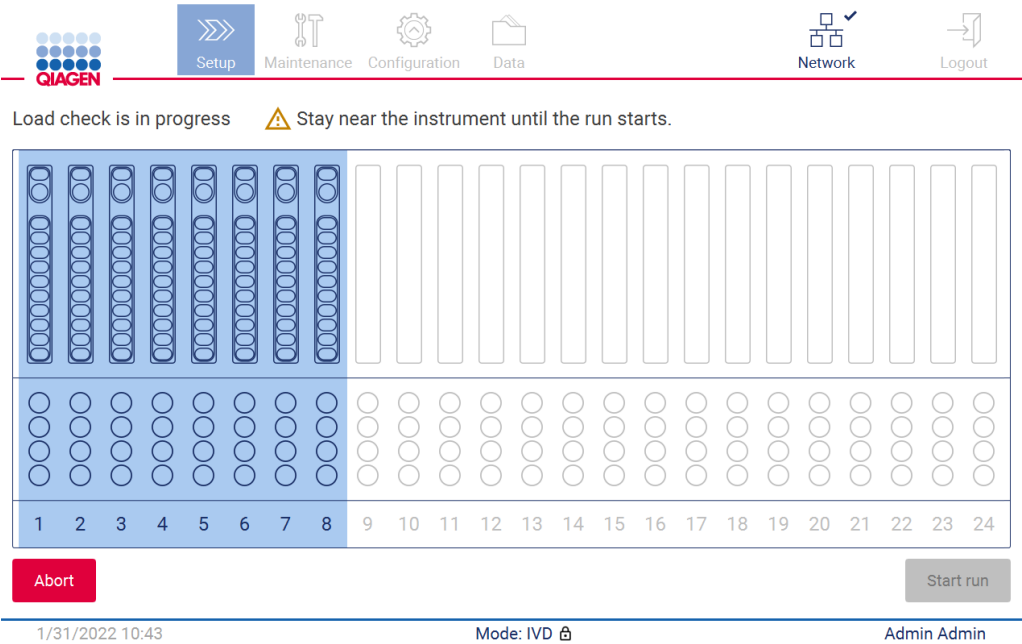 Setup Maintenance Configuration Data Network Logout
QIAGEN
Load check is in progress Stay near the instrument until the run starts.
1 2 3 4 5 6 7 8 9 10 11 12 13 14 15 16 17 18 19 20 21 22 23 24
Abort Start run
1/31/2022 10:43 Mode: IVD Admin Admin